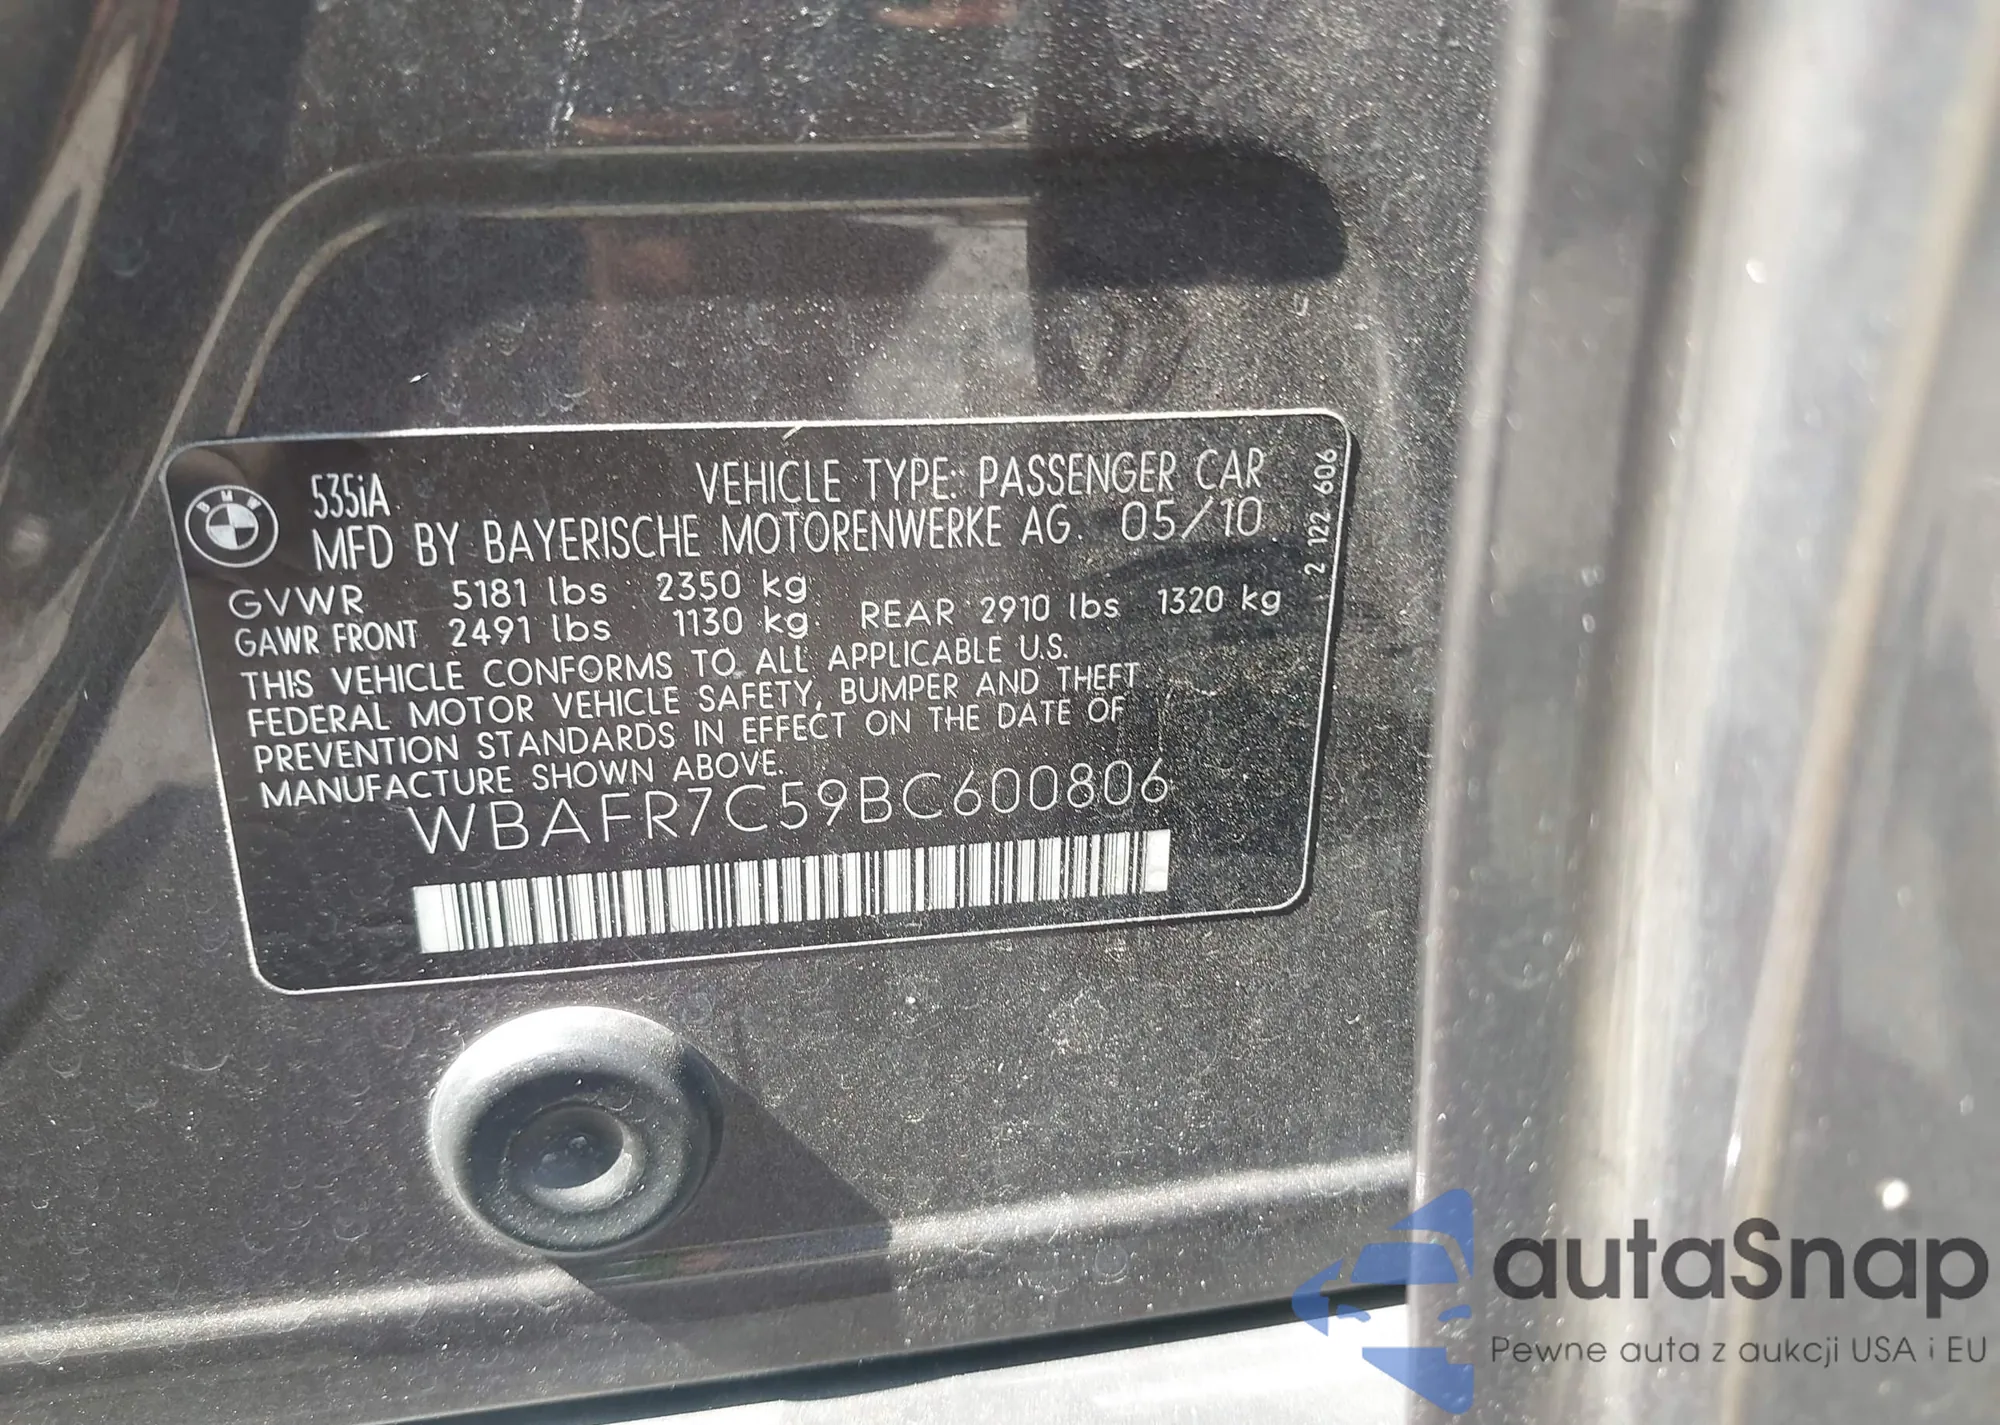 BMW
535iA VEHICLE TYPE: PASSENGER CAR
MFD BY BAYERISCHE MOTORENWERKE AG. 05/10
GVWR 5181 lbs 2350 kg
GAWR FRONT 2491 lbs 1130 kg REAR 2910 lbs 1320 kg
THIS VEHICLE CONFORMS TO ALL APPLICABLE U.S.
FEDERAL MOTOR VEHICLE SAFETY, BUMPER AND THEFT
PREVENTION STANDARDS IN EFFECT ON THE DATE OF
MANUFACTURE SHOWN ABOVE.
WBAFR7C59BC600806
2 122 606
autaSnap
Pewne auta z aukcji USA i EU